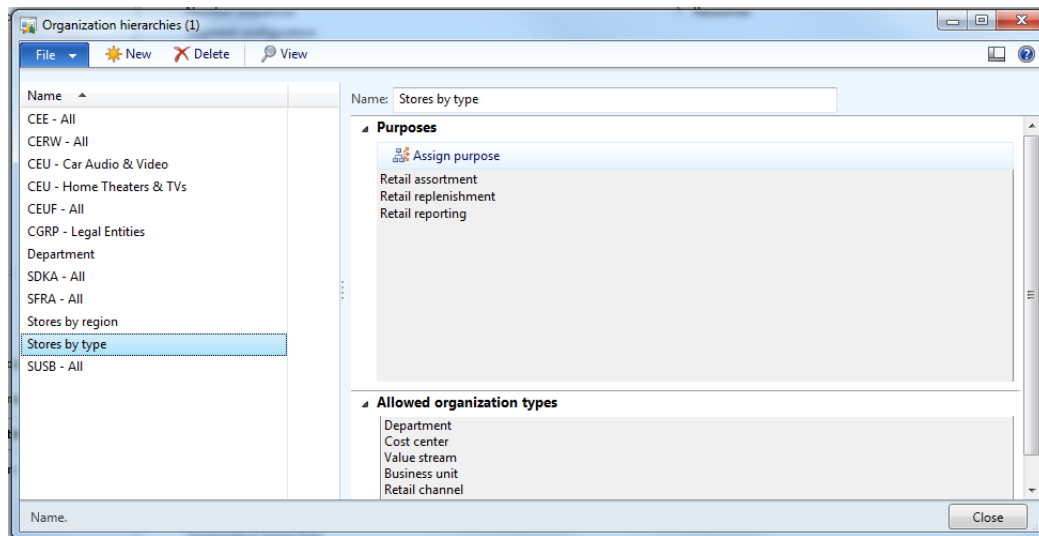 Organization hierarchies (1)
File New Delete View
Name
CEE - All
CERW - All
CEU - Car Audio & Video
CEU - Home Theaters & TVs
CEUF - All
CGRP - Legal Entities
Department
SDKA - All
SFRA - All
Stores by region
Stores by type
SUSB - All
Name: Stores by type
Purposes
Assign purpose
Retail assortment
Retail replenishment
Retail reporting
Allowed organization types
Department
Cost center
Value stream
Business unit
Retail channel
Name.
Close